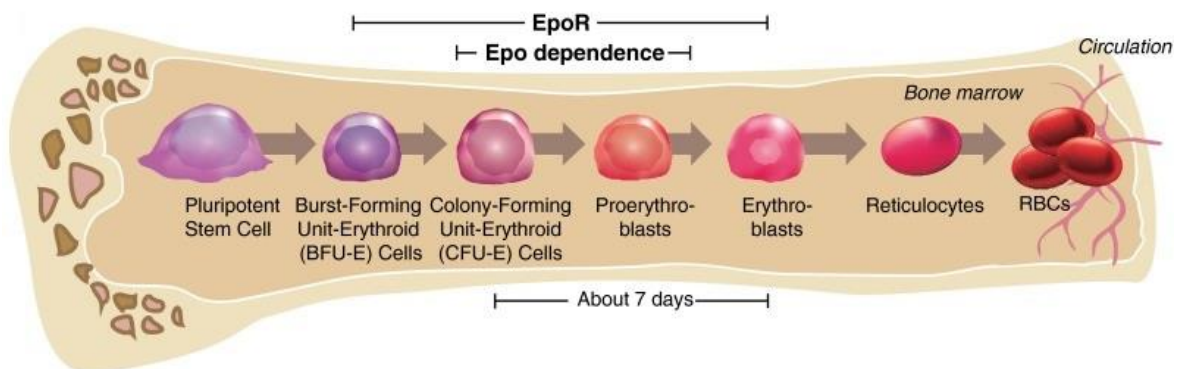 EpoR
Epo dependence
Circulation
Bone marrow
Pluripotent
Stem Cell
Burst-Forming
Unit-Erythroid
(BFU-E) Cells
Colony-Forming
Unit-Erythroid
(CFU-E) Cells
Proerythro-
blasts
Erythro-
blasts
Reticulocytes
RBCs
About 7 days